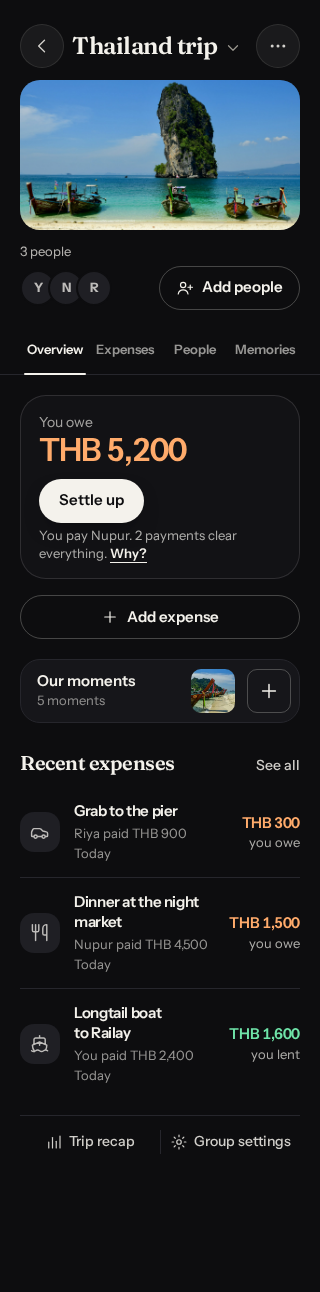 Thailand trip
3 people
Y N R
Add people
Overview Expenses People Memories
You owe
THB 5,200
Settle up
You pay Nupur. 2 payments clear
everything. Why?
Add expense
Our moments
5 moments
Recent expenses
See all
Grab to the pier
Riya paid THB 900
Today
THB 300
you owe
Dinner at the night
market
Nupur paid THB 4,500
Today
THB 1,500
you owe
Longtail boat
to Railay
You paid THB 2,400
Today
THB 1,600
you lent
Trip recap
Group settings